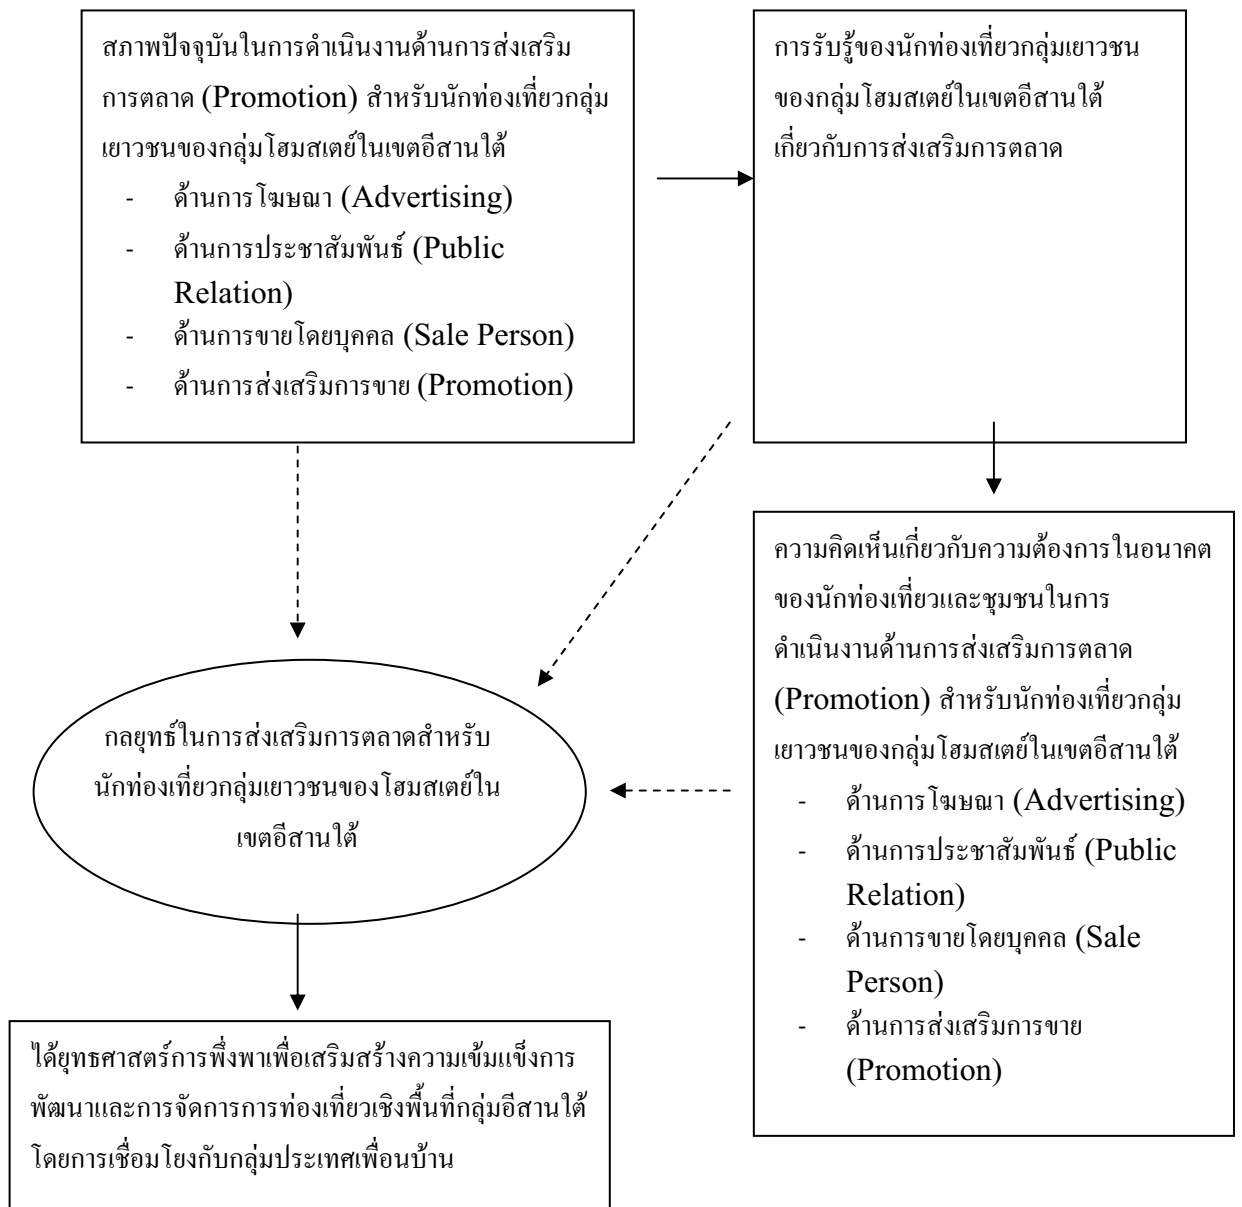 สภาพปัจจุบันในการดำเนินงานด้านการส่งเสริม
การตลาด (Promotion) สำหรับนักท่องเที่ยวกลุ่ม
เยาวชนของกลุ่มโฮมสเตย์ในเขตอีสานใต้
- ด้านการโฆษณา (Advertising)
- ด้านการประชาสัมพันธ์ (Public
Relation)
- ด้านการขายโดยบุคคล (Sale Person)
- ด้านการส่งเสริมการขาย (Promotion)
การรับรู้ของนักท่องเที่ยวกลุ่มเยาวชน
ของกลุ่มโฮมสเตย์ในเขตอีสานใต้
เกี่ยวกับการส่งเสริมการตลาด
ความคิดเห็นเกี่ยวกับความต้องการในอนาคต
ของนักท่องเที่ยวและชุมชนในการ
ดำเนินงานด้านการส่งเสริมการตลาด
(Promotion) สำหรับนักท่องเที่ยวกลุ่ม
เยาวชนของกลุ่มโฮมสเตย์ในเขตอีสานใต้
- ด้านการโฆษณา (Advertising)
- ด้านการประชาสัมพันธ์ (Public
Relation)
- ด้านการขายโดยบุคคล (Sale
Person)
- ด้านการส่งเสริมการขาย
(Promotion)
กลยุทธ์ในการส่งเสริมการตลาดสำหรับ
นักท่องเที่ยวกลุ่มเยาวชนของโฮมสเตย์ใน
เขตอีสานใต้
ได้ยุทธศาสตร์การพึ่งพาเพื่อเสริมสร้างความเข้มแข็งการ
พัฒนาและการจัดการการท่องเที่ยวเชิงพื้นที่กลุ่มอีสานใต้
โดยการเชื่อมโยงกับกลุ่มประเทศเพื่อนบ้าน